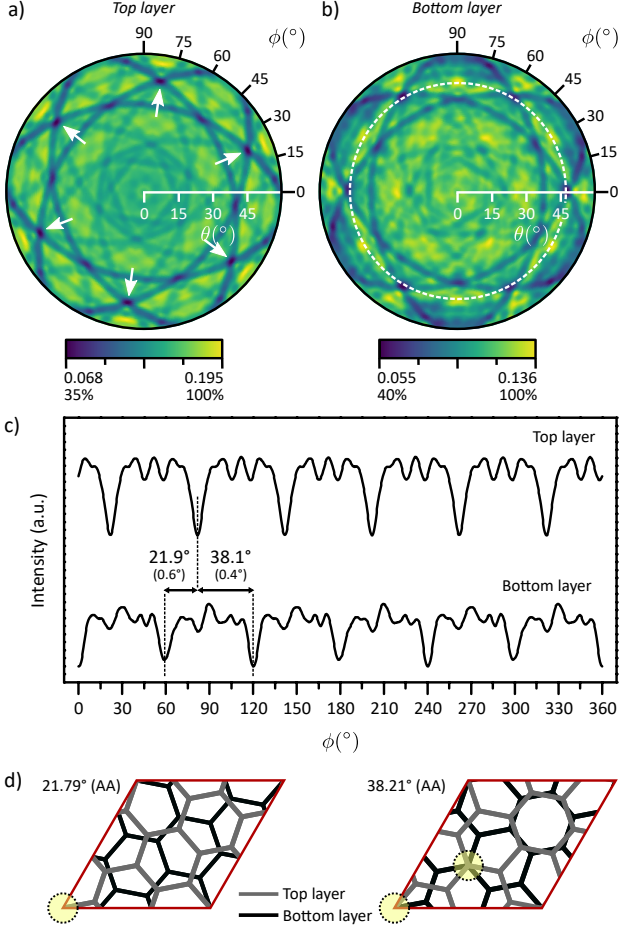 a)
Top layer
90
75
60
45
30
15
0
ϕ(°)
0 15 30 45
θ(°)
0.068 0.195
35% 100%
b)
Bottom layer
90
75
60
45
30
15
0
ϕ(°)
0 15 30 45
θ(°)
0.055 0.136
40% 100%
c)
Intensity (a.u.)
Top layer
21.9° 38.1°
(0.6°) (0.4°)
Bottom layer
0 30 60 90 120 150 180 210 240 270 300 330 360
ϕ(°)
d)
21.79° (AA)
38.21° (AA)
Top layer
Bottom layer